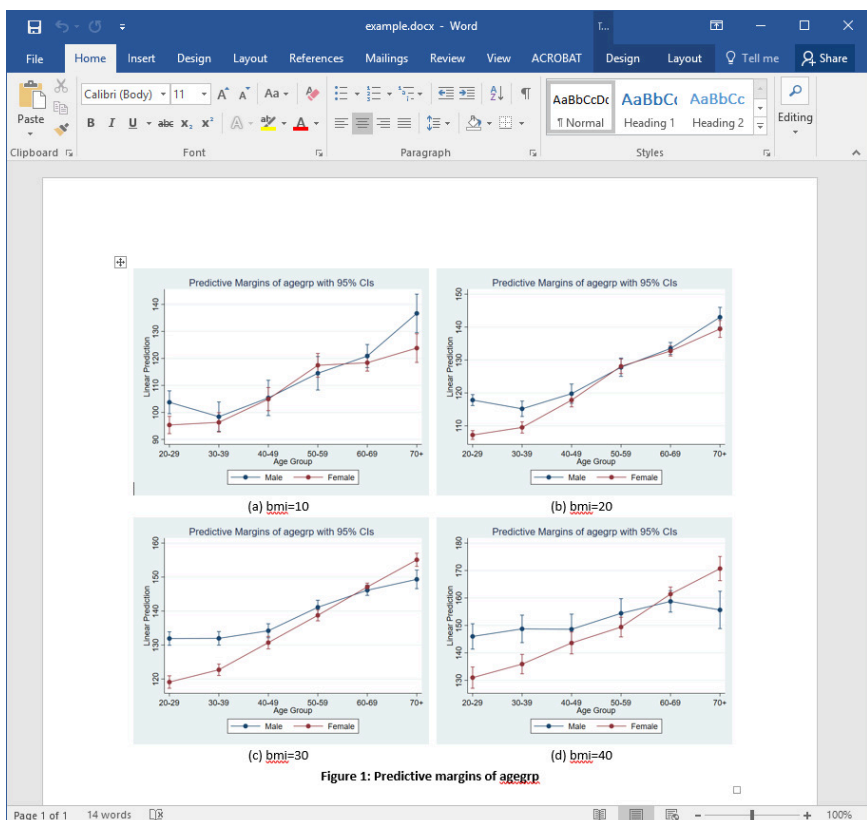 example.docx - Word
T...
File Home Insert Design Layout References Mailings Review View ACROBAT Design Layout Tell me Share
Paste
Calibri (Body) 11 A A Aa
B I U abc X₂ X² A ab A
AaBbCcDc AaBbCc AaBbCc
¶ Normal Heading 1 Heading 2
Editing
Clipboard Font Paragraph Styles
Predictive Margins of agegrp with 95% CIs
Linear Prediction
140
130
120
110
100
90
20-29 30-39 40-49 50-59 60-69 70+
Age Group
Male Female
(a) bmi=10
Predictive Margins of agegrp with 95% CIs
Linear Prediction
150
140
130
120
110
20-29 30-39 40-49 50-59 60-69 70+
Age Group
Male Female
(b) bmi=20
Predictive Margins of agegrp with 95% CIs
Linear Prediction
160
150
140
130
120
20-29 30-39 40-49 50-59 60-69 70+
Age Group
Male Female
(c) bmi=30
Predictive Margins of agegrp with 95% CIs
Linear Prediction
180
170
160
150
140
130
20-29 30-39 40-49 50-59 60-69 70+
Age Group
Male Female
(d) bmi=40
Figure 1: Predictive margins of agegrp
Page 1 of 1 14 words 100%